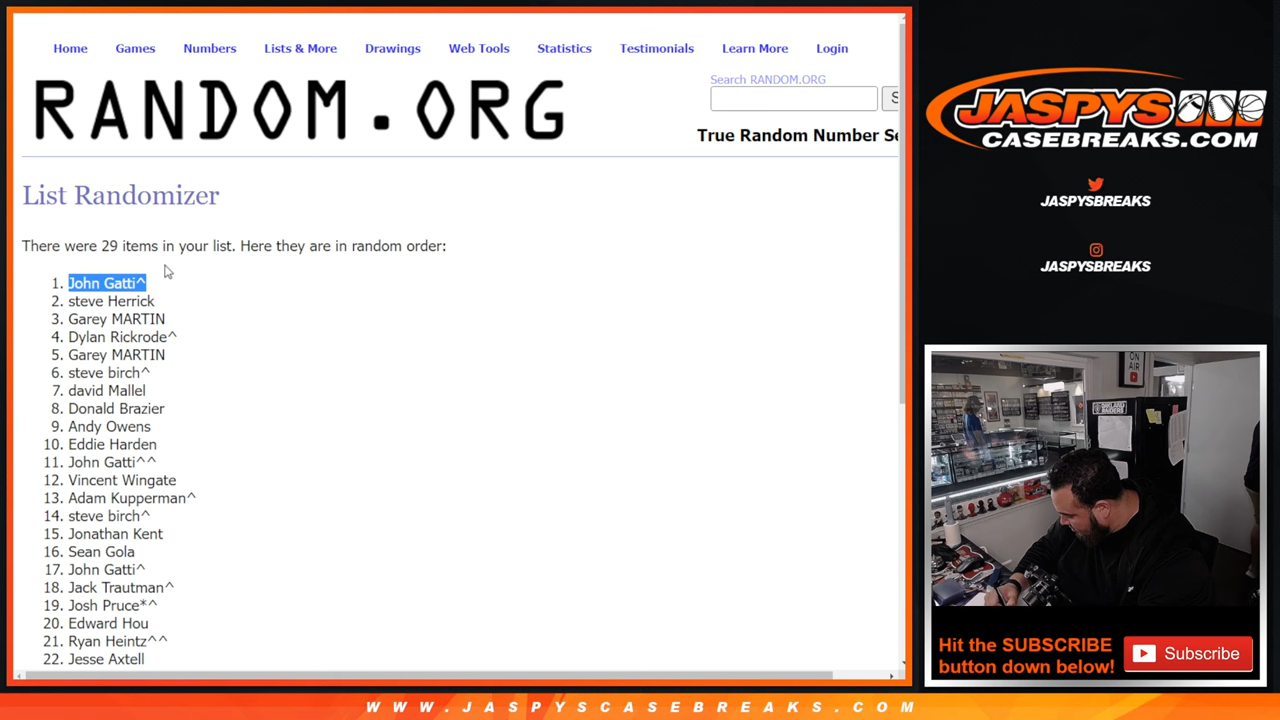 Home Games Numbers Lists & More Drawings Web Tools Statistics Testimonials Learn More Login
RANDOM.ORG
Search RANDOM.ORG
S
True Random Number Se
List Randomizer
There were 29 items in your list. Here they are in random order:
1. John Gatti^
2. steve Herrick
3. Garey MARTIN
4. Dylan Rickrode^
5. Garey MARTIN
6. steve birch^
7. david Mallel
8. Donald Brazier
9. Andy Owens
10. Eddie Harden
11. John Gatti^^
12. Vincent Wingate
13. Adam Kupperman^
14. steve birch^
15. Jonathan Kent
16. Sean Gola
17. John Gatti^
18. Jack Trautman^
19. Josh Pruce*^
20. Edward Hou
21. Ryan Heintz^^
22. Jesse Axtell
JASPYS
CASEBREAKS.COM
JASPYSBREAKS
JASPYSBREAKS
ON
AIR
OAKLAND
RAIDERS
Hit the SUBSCRIBE
button down below!
Subscribe
WWW.JASPYSCASEBREAKS.COM